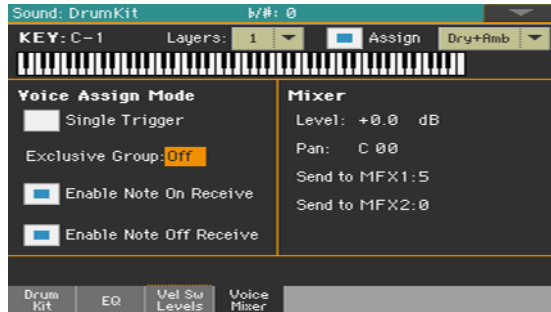 Sound: DrumKit b/#: 0
KEY: C-1 Layers: 1 Assign Dry+Amb
Voice Assign Mode
Single Trigger
Exclusive Group: Off
Enable Note On Receive
Enable Note Off Receive
Mixer
Level: +0.0 dB
Pan: C 00
Send to MFX1:5
Send to MFX2:0
Drum Kit
EQ
Vel Sw Levels
Voice Mixer